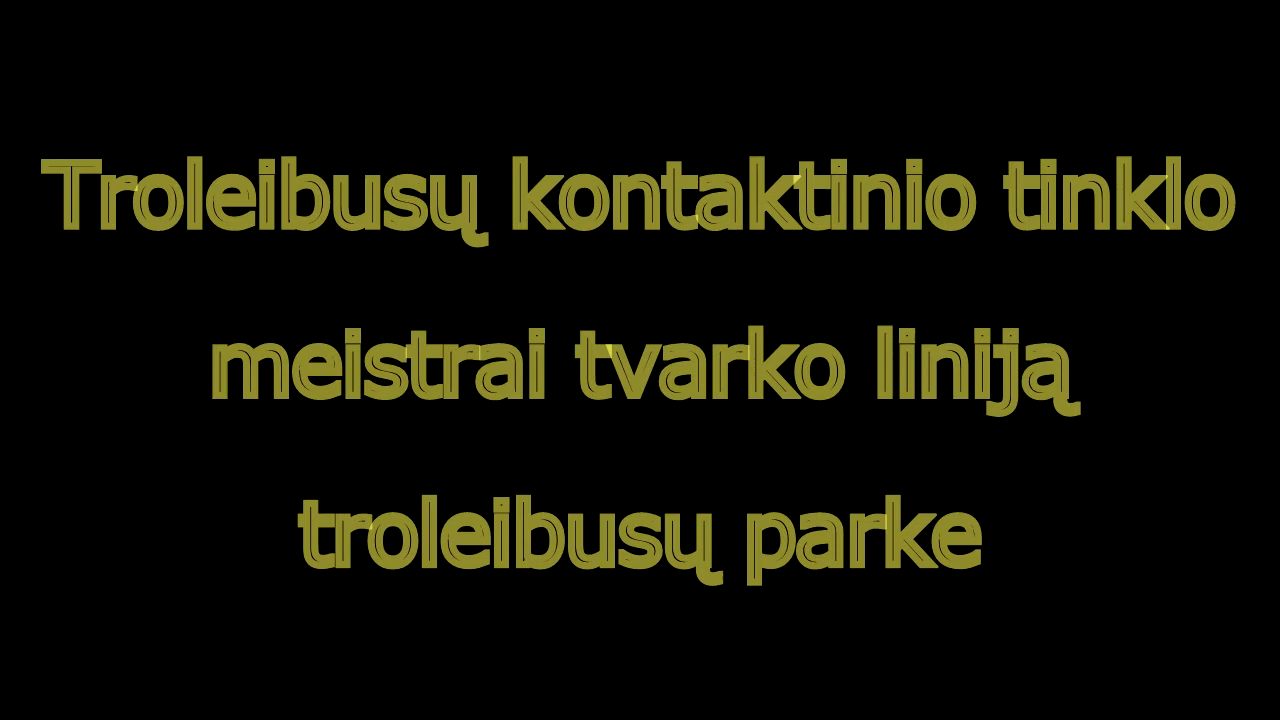 Troleibusų kontaktinio tinklo
meistrai tvarko liniją
troleibusų parke